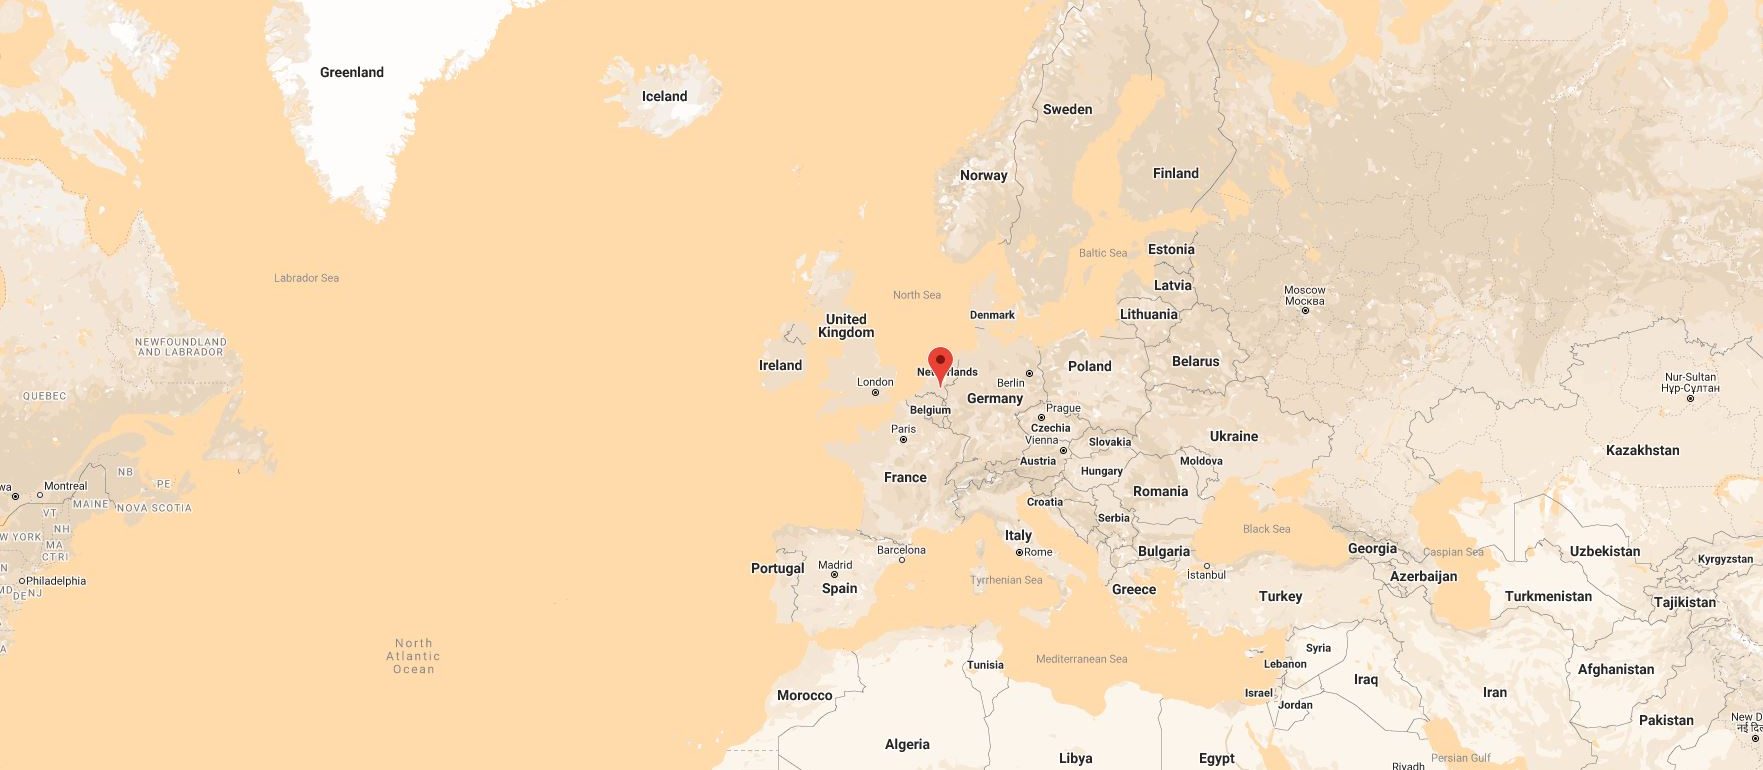 Greenland
Iceland
Sweden
Norway
Finland
Estonia
Baltic Sea
Labrador Sea
Latvia
Moscow
Москва
North Sea
Denmark
Lithuania
United
Kingdom
NEWFOUNDLAND
AND LABRADOR
Ireland
Belarus
Poland
Berlin
London
Germany
Nur-Sultan
Нұр-Сұлтан
QUEBEC
Belgium
Prague
Paris
Czechia
Vienna
Slovakia
Ukraine
Kazakhstan
Austria
Moldova
Hungary
France
NB
PE
Montreal
wa
MAINE
NOVA SCOTIA
VT
NH
Romania
Croatia
Serbia
W YORK
MA
CT
RI
Italy
Rome
Black Sea
Bulgaria
Georgia
Caspian Sea
Uzbekistan
Kyrgyzstan
Barcelona
Portugal
Madrid
Spain
Tyrrhenian Sea
İstanbul
Azerbaijan
Philadelphia
N
MD
DE
NJ
Greece
Turkey
Turkmenistan
Tajikistan
A
North
Atlantic
Ocean
Tunisia
Mediterranean Sea
Syria
Lebanon
Iraq
Afghanistan
Morocco
Israel
Jordan
Iran
Pakistan
New D
Algeria
Libya
Egypt
Persian Gulf
Riyadh